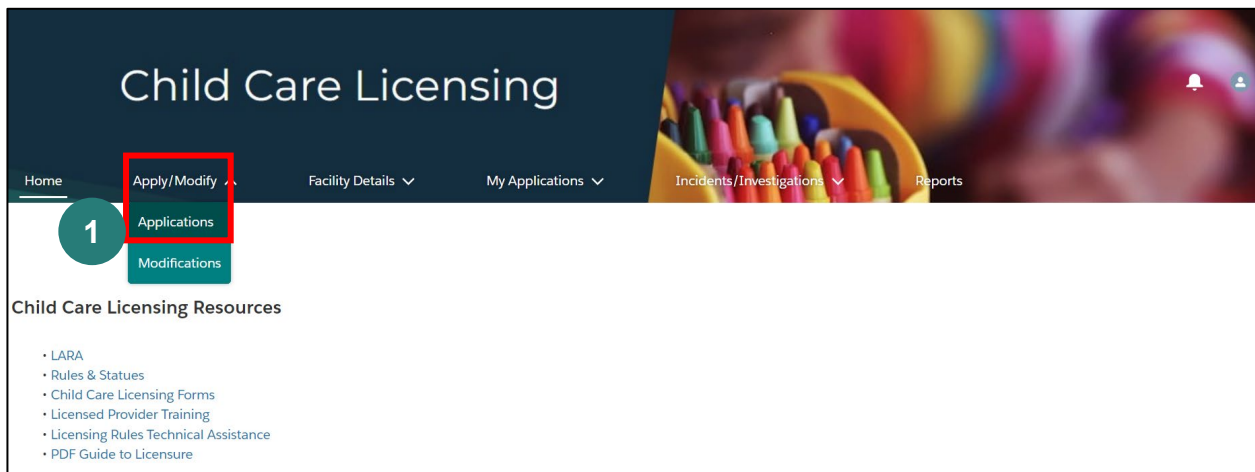 Child Care Licensing
Home Apply/Modify Facility Details My Applications Incidents/Investigations Reports
1
Applications
Modifications
Child Care Licensing Resources
• LARA
• Rules & Statues
• Child Care Licensing Forms
• Licensed Provider Training
• Licensing Rules Technical Assistance
• PDF Guide to Licensure